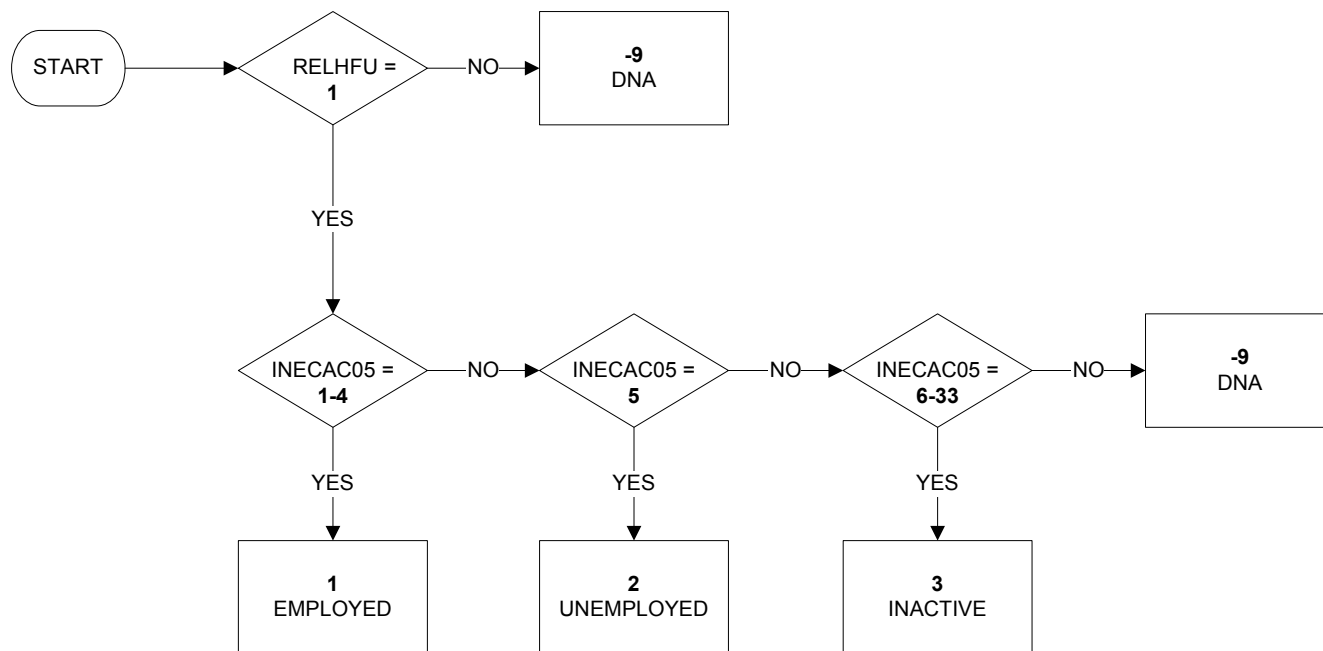 START
RELHFU =
1
NO
-9
DNA
YES
INECAC05 =
1-4
NO
INECAC05 =
5
NO
INECAC05 =
6-33
NO
-9
DNA
YES
YES
YES
1
EMPLOYED
2
UNEMPLOYED
3
INACTIVE